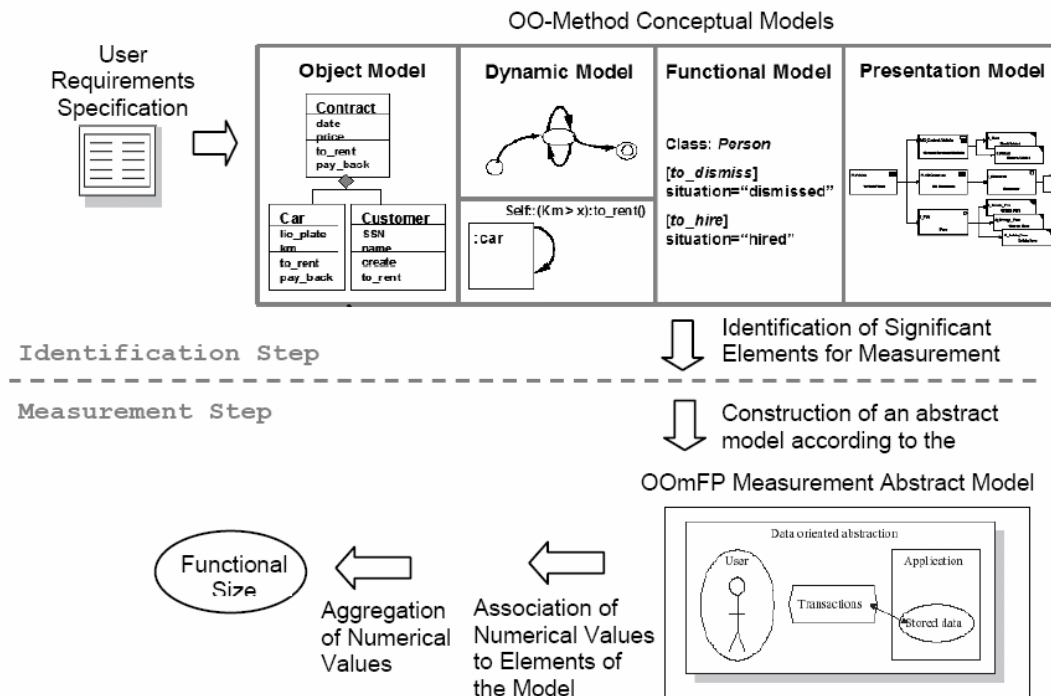 OO-Method Conceptual Models
User
Requirements
Specification
Object Model
Contract
date
price
to_rent
pay_back
Car
lic_plate
km
to_rent
pay_back
Customer
SSN
name
create
to_rent
Dynamic Model
Self::(Km > x):to_rent()
:car
Functional Model
Class: Person
[to_dismiss]
situation="dismissed"
[to_hire]
situation="hired"
Presentation Model
Identification Step
Identification of Significant
Elements for Measurement
Measurement Step
Construction of an abstract
model according to the
OOmFP Measurement Abstract Model
Data oriented abstraction
User
Transactions
Application
Stored data
Association of
Numerical Values
to Elements of
the Model
Aggregation
of Numerical
Values
Functional
Size